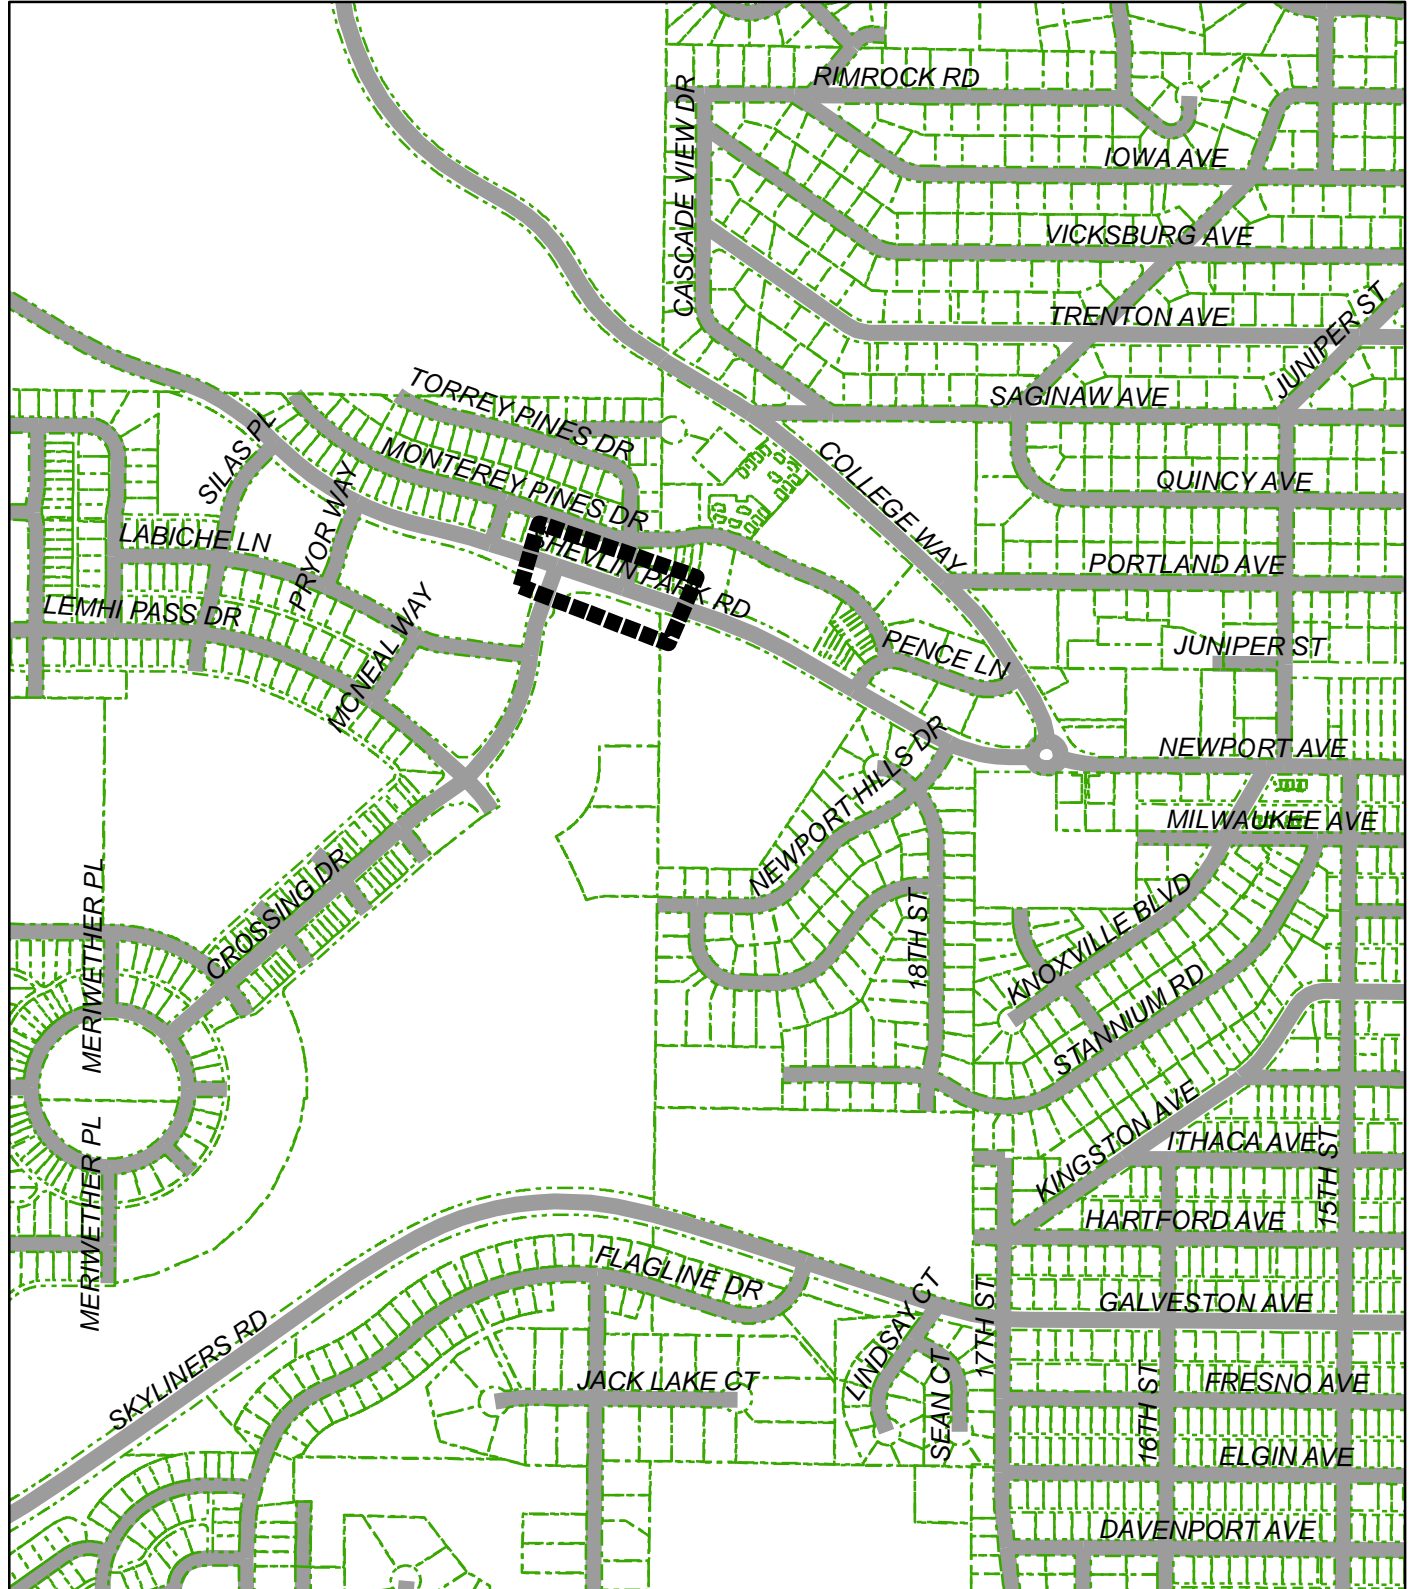 RIMROCK RD
CASCADE VIEW DR
IOWA AVE
VICKSBURG AVE
TRENTON AVE
JUNIPER ST
SAGINAW AVE
TORREY PINES DR
SILAS PL
MONTEREY PINES DR
COLLEGE WAY
QUINCY AVE
PRYOR WAY
LABICHE LN
SHEVLIN PARK RD
PORTLAND AVE
LEMHI PASS DR
MCNEAL WAY
PENCE LN
JUNIPER ST
NEWPORT AVE
NEWPORT HILLS DR
MILWAUKEE AVE
MERIWETHER PL
CROSSING DR
18TH ST
KNOXVILLE BLVD
STANNIUM RD
KINGSTON AVE
ITHACA AVE
15TH ST
MERIWETHER PL
HARTFORD AVE
FLAGLINE DR
GALVESTON AVE
SKYLINERS RD
LINDSAY CT
17TH ST
JACK LAKE CT
SEAN CT
16TH ST
FRESNO AVE
ELGIN AVE
DAVENPORT AVE